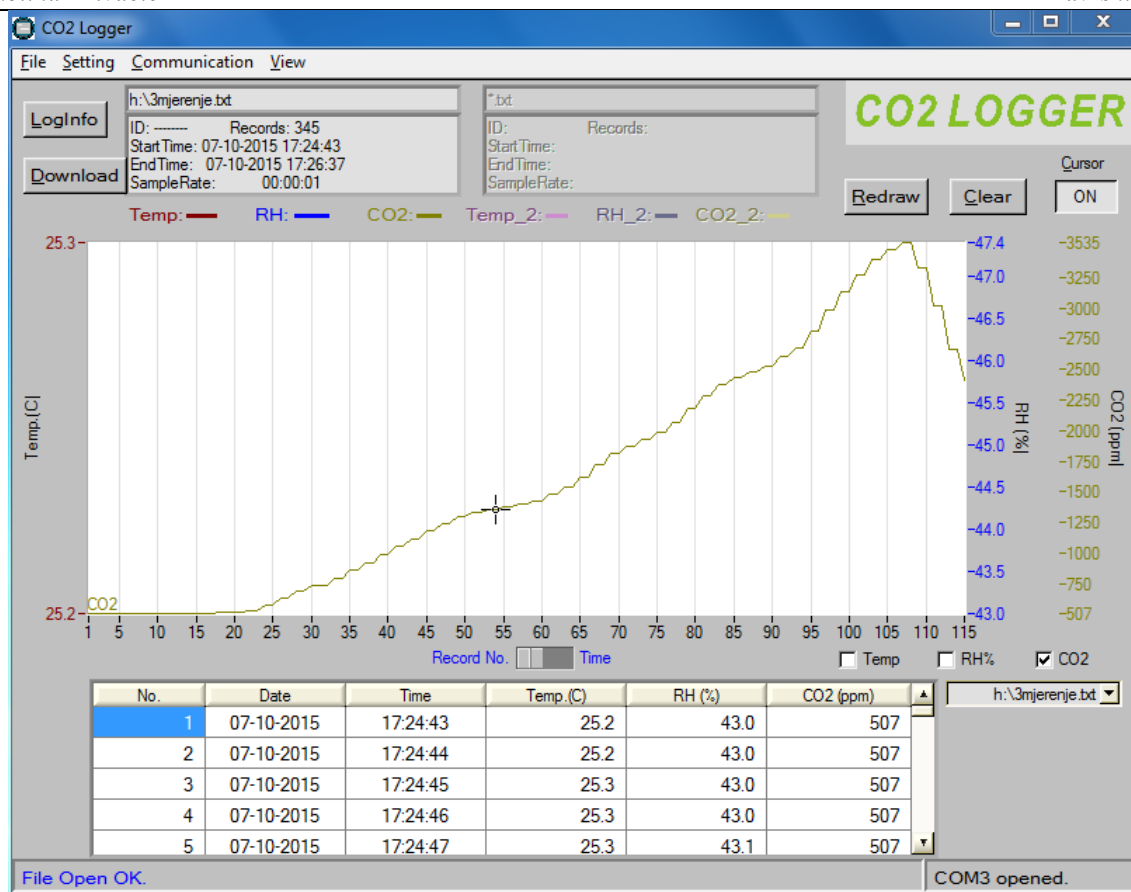 CO2 Logger
File Setting Communication View
LogInfo
Download
h:\3mjerenje.txt
ID: -------- Records: 345
StartTime: 07-10-2015 17:24:43
EndTime: 07-10-2015 17:26:37
SampleRate: 00:00:01
*.txt
ID: Records:
StartTime:
EndTime:
SampleRate:
CO2 LOGGER
Cursor
Redraw Clear ON
Temp: RH: CO2: Temp_2: RH_2: CO2_2:
25.3
25.2
Temp.(C)
CO2
47.4
47.0
46.5
46.0
45.5
45.0
44.5
44.0
43.5
43.0
RH (%)
3535
3250
3000
2750
2500
2250
2000
1750
1500
1250
1000
750
507
CO2 (ppm)
1 5 10 15 20 25 30 35 40 45 50 55 60 65 70 75 80 85 90 95 100 105 110 115
Record No. Time
Temp RH% CO2
h:\3mjerenje.txt
No. Date Time Temp.(C) RH (%) CO2 (ppm)
1 07-10-2015 17:24:43 25.2 43.0 507
2 07-10-2015 17:24:44 25.2 43.0 507
3 07-10-2015 17:24:45 25.3 43.0 507
4 07-10-2015 17:24:46 25.3 43.0 507
5 07-10-2015 17:24:47 25.3 43.1 507
File Open OK.
COM3 opened.